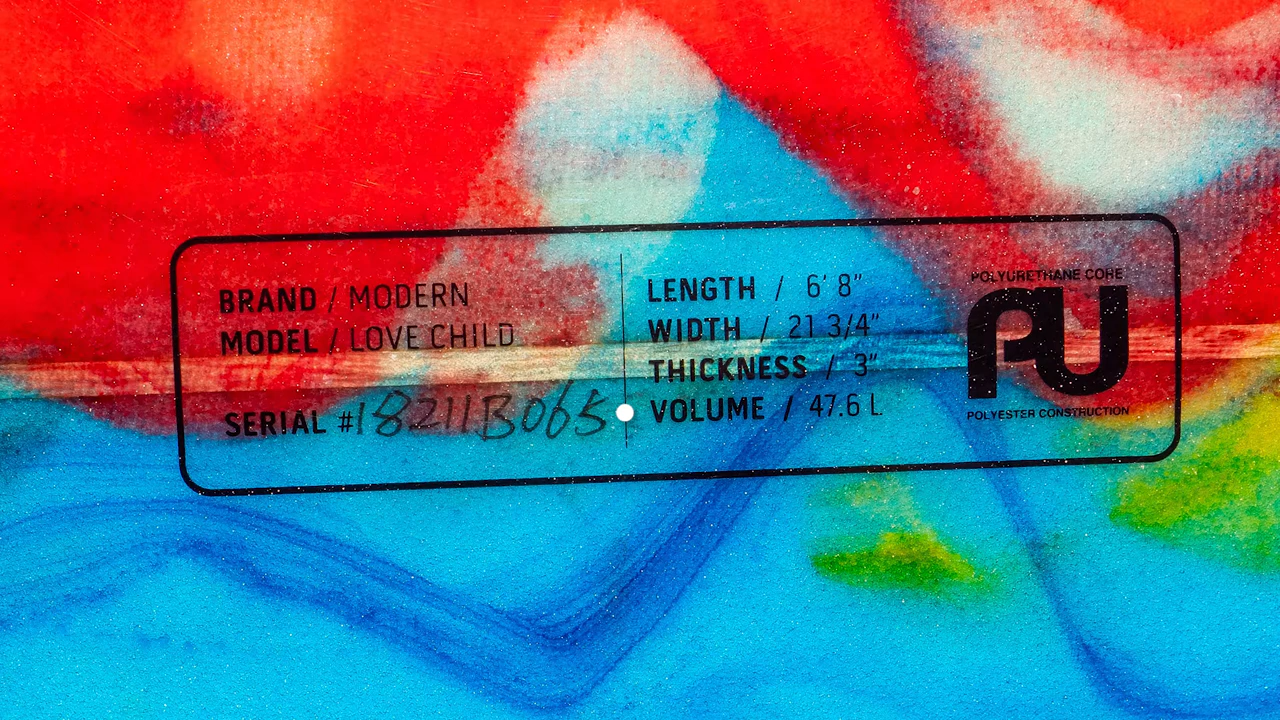 BRAND / MODERN
MODEL / LOVE CHILD
SERIAL #18211B065
LENGTH / 6' 8"
WIDTH / 21 3/4"
THICKNESS / 3"
VOLUME / 47.6 L
POLYURETHANE CORE
PU
POLYESTER CONSTRUCTION